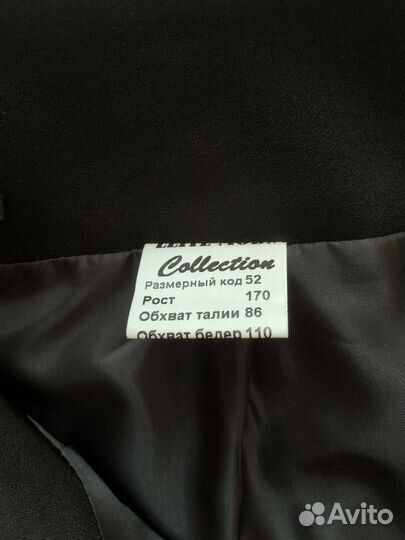 Collection
Размерный код 52
Рост 170
Обхват талии 86
Обхват бедер 110
Avito